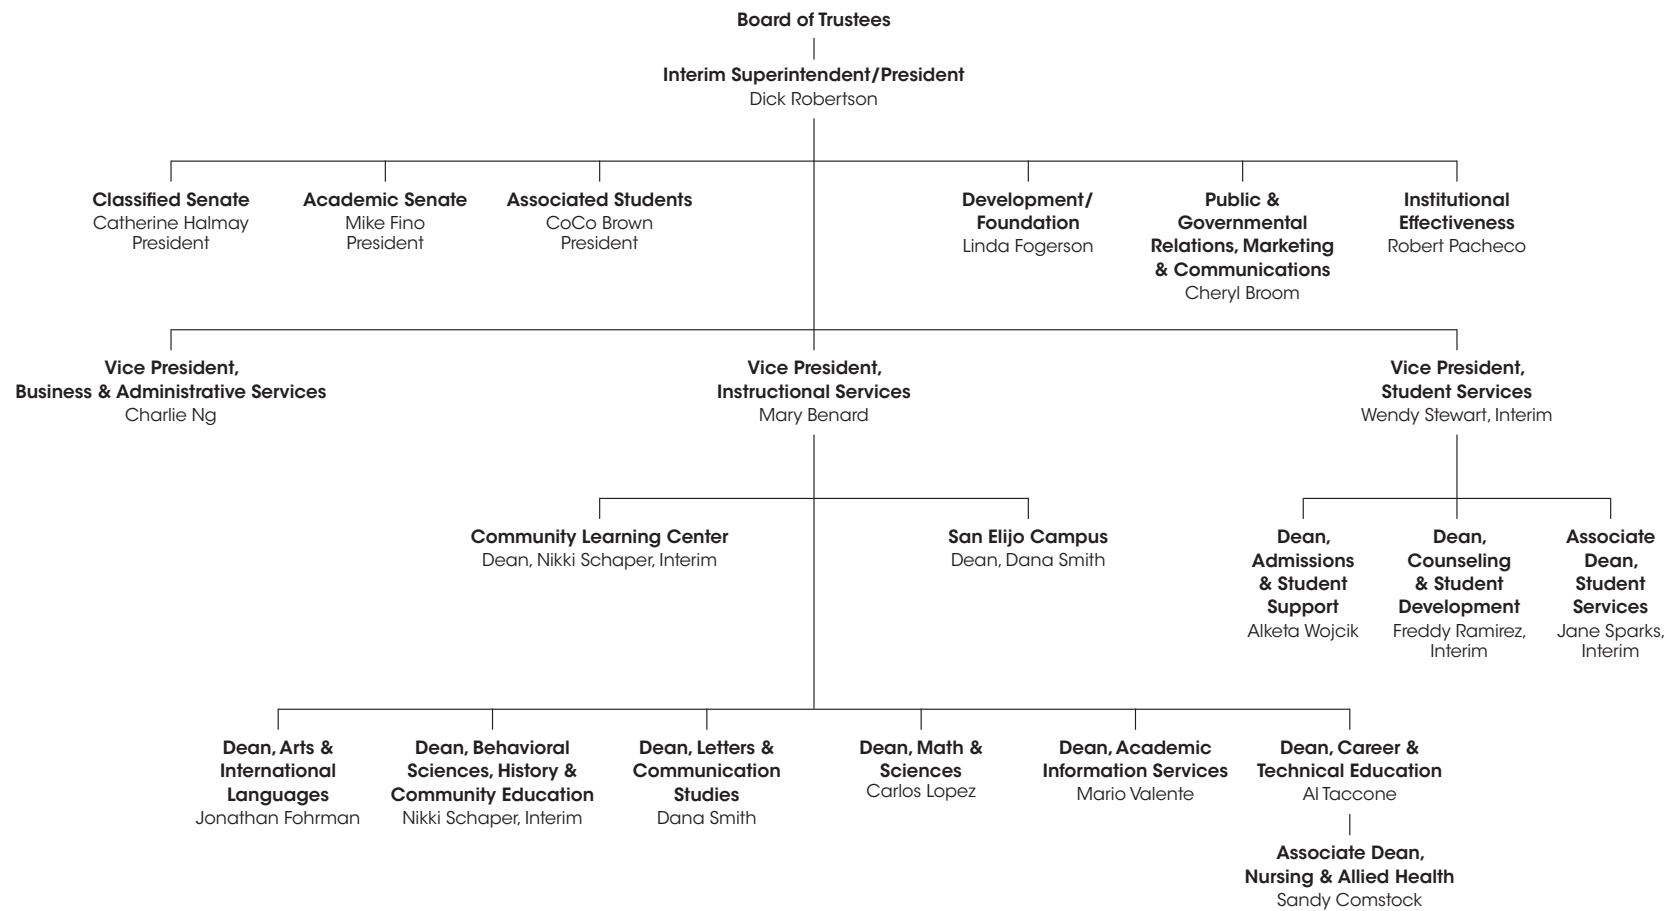 Board of Trustees
Interim Superintendent/President
Dick Robertson
Classified Senate
Catherine Halmay
President
Academic Senate
Mike Fino
President
Associated Students
CoCo Brown
President
Development/
Foundation
Linda Fogerson
Public &
Governmental
Relations, Marketing
& Communications
Cheryl Broom
Institutional
Effectiveness
Robert Pacheco
Vice President,
Business & Administrative Services
Charlie Ng
Vice President,
Instructional Services
Mary Benard
Vice President,
Student Services
Wendy Stewart, Interim
Community Learning Center
Dean, Nikki Schaper, Interim
San Elijo Campus
Dean, Dana Smith
Dean,
Admissions
& Student
Support
Alketa Wojcik
Dean,
Counseling
& Student
Development
Freddy Ramirez,
Interim
Associate
Dean,
Student
Services
Jane Sparks,
Interim
Dean, Arts &
International
Languages
Jonathan Fohrman
Dean, Behavioral
Sciences, History &
Community Education
Nikki Schaper, Interim
Dean, Letters &
Communication
Studies
Dana Smith
Dean, Math &
Sciences
Carlos Lopez
Dean, Academic
Information Services
Mario Valente
Dean, Career &
Technical Education
Al Taccone
Associate Dean,
Nursing & Allied Health
Sandy Comstock